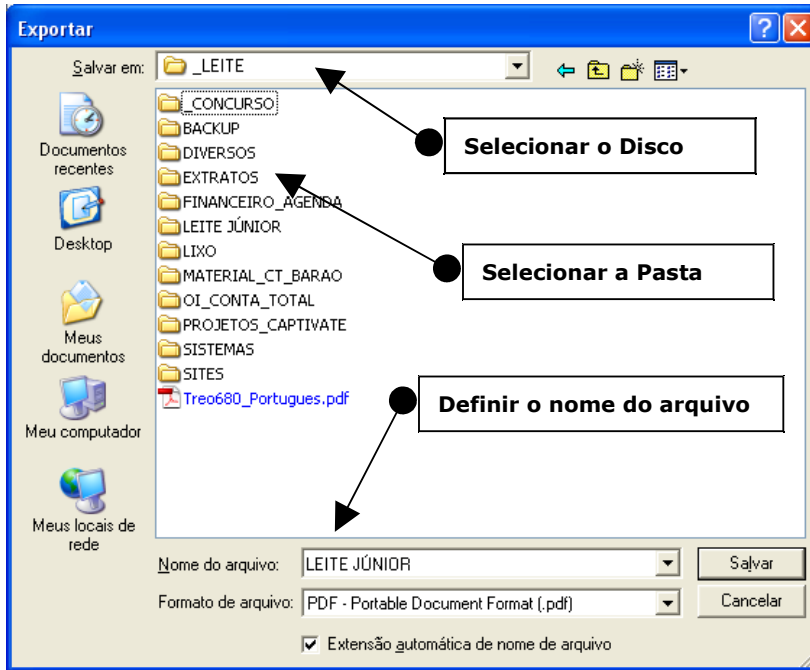 Exportar
Salvar em:
_LEITE
Documentos
recentes
Desktop
Meus
documentos
Meu computador
Meus locais de
rede
_CONCURSO
BACKUP
DIVERSOS
EXTRATOS
FINANCEIRO_AGENDA
LEITE JÚNIOR
LIXO
MATERIAL_CT_BARAO
OI_CONTA_TOTAL
PROJETOS_CAPTIVATE
SISTEMAS
SITES
Treo680_Portugues.pdf
Selecionar o Disco
Selecionar a Pasta
Definir o nome do arquivo
Nome do arquivo:
LEITE JÚNIOR
Salvar
Formato de arquivo:
PDF - Portable Document Format (.pdf)
Cancelar
Extensão automática de nome de arquivo